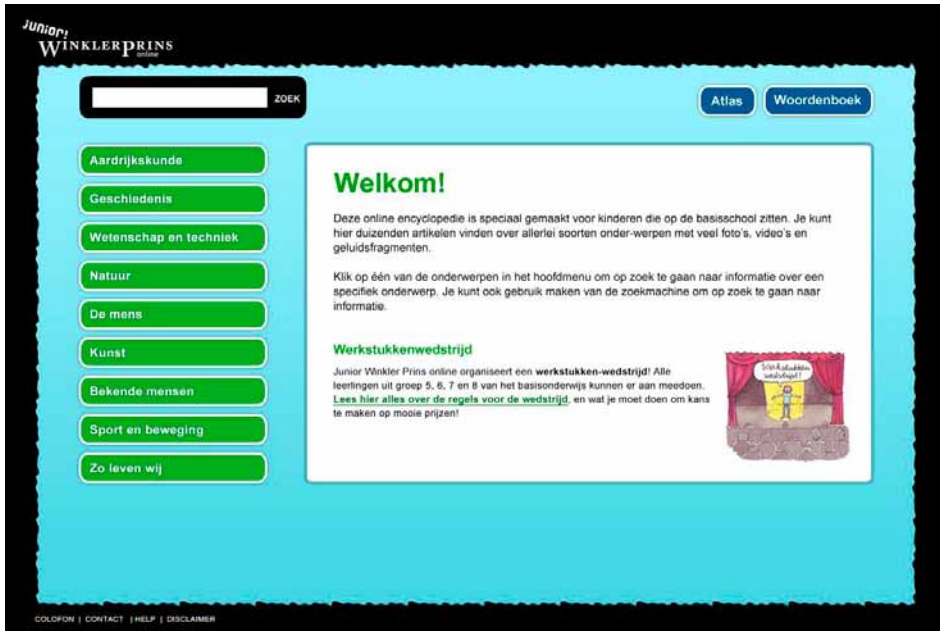 Junior!
WINKLER PRINS
online
ZOEK
Atlas
Woordenboek
Aardrijkskunde
Geschiedenis
Wetenschap en techniek
Natuur
De mens
Kunst
Bekende mensen
Sport en beweging
Zo leven wij
Welkom!
Deze online encyclopedie is speciaal gemaakt voor kinderen die op de basisschool zitten. Je kunt
hier duizenden artikelen vinden over allerlei soorten onder-werpen met veel foto's, video's en
geluidsfragmenten.
Klik op één van de onderwerpen in het hoofdmenu om op zoek te gaan naar informatie over een
specifiek onderwerp. Je kunt ook gebruik maken van de zoekmachine om op zoek te gaan naar
informatie.
Werkstukkenwedstrijd
Junior Winkler Prins online organiseert een werkstukken-wedstrijd! Alle
leerlingen uit groep 5, 6, 7 en 8 van het basisonderwijs kunnen er aan meedoen.
Lees hier alles over de regels voor de wedstrijd, en wat je moet doen om kans
te maken op mooie prijzen!
Werkstukken
wedstrijd!
COLOFON | CONTACT | HELP | DISCLAIMER